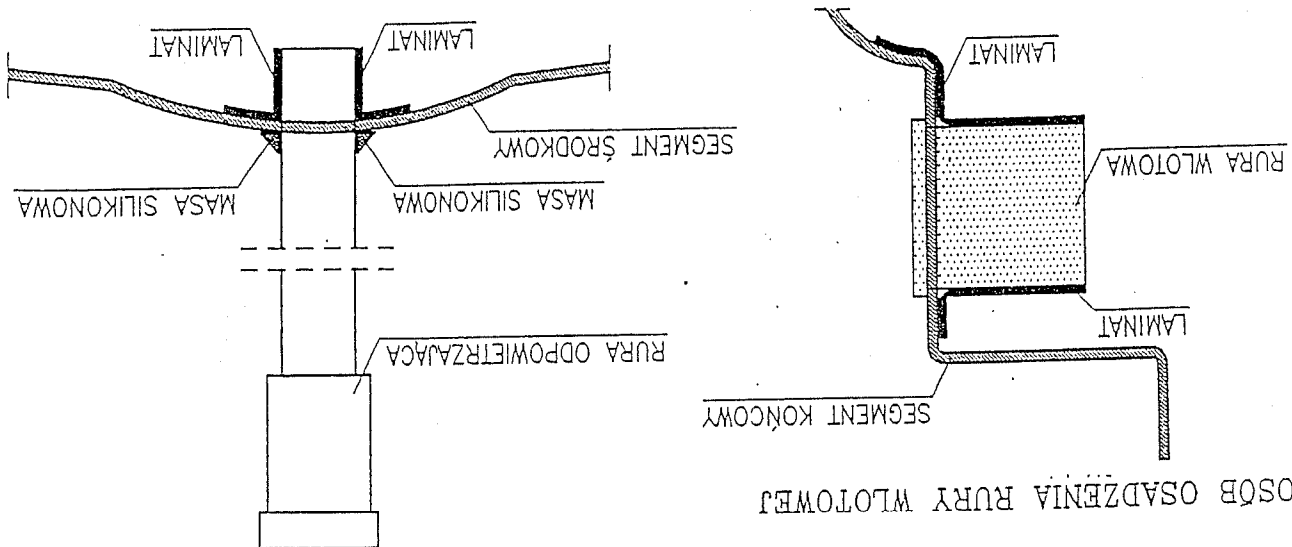 OSÓB OSADZENIA RURY WLOTOWEJ
SEGMENT KOŃCOWY
LAMINAT
RURA WLOTOWA
LAMINAT
RURA ODPOWIETRZAJĄCA
MASA SILIKONOWA
MASA SILIKONOWA
SEGMENT ŚRODKOWY
LAMINAT
LAMINAT